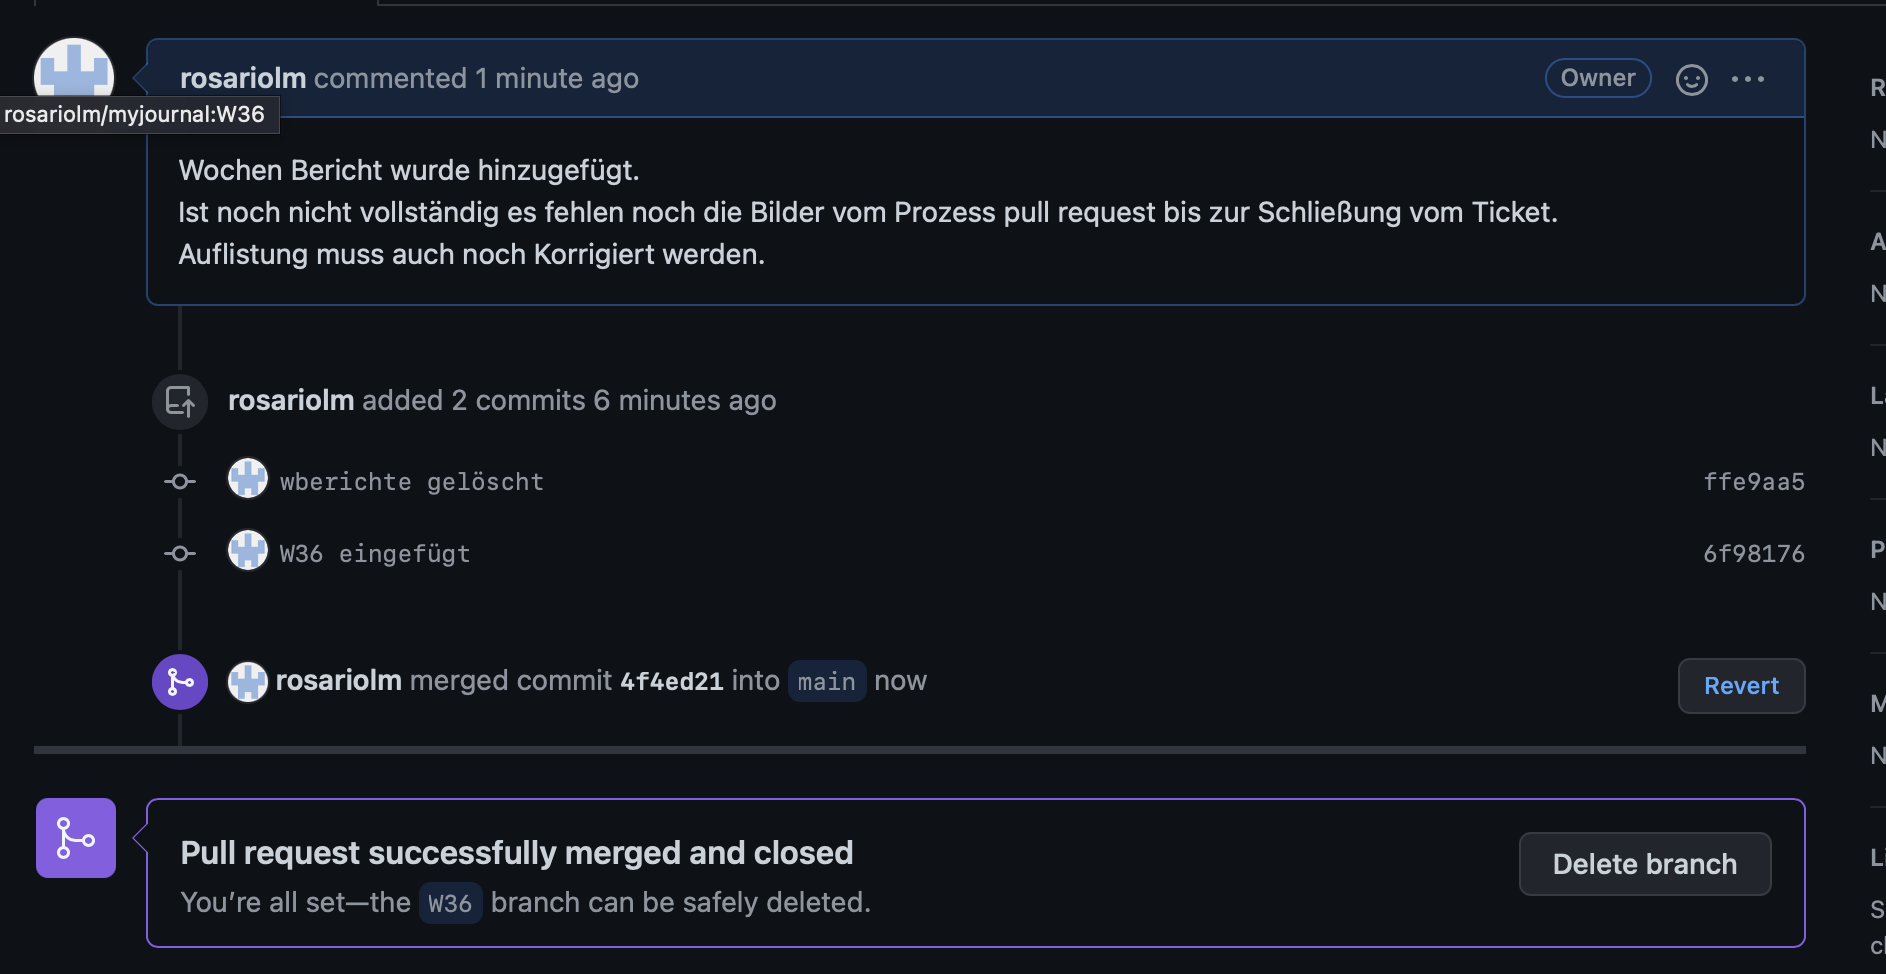 rosariolm commented 1 minute ago Owner
rosariolm/myjournal:W36
Wochen Bericht wurde hinzugefügt.
Ist noch nicht vollständig es fehlen noch die Bilder vom Prozess pull request bis zur Schließung vom Ticket.
Auflistung muss auch noch Korrigiert werden.
rosariolm added 2 commits 6 minutes ago
wberichte gelöscht ffe9aa5
W36 eingefügt 6f98176
rosariolm merged commit 4f4ed21 into main now Revert
Pull request successfully merged and closed
Delete branch
You're all set—the W36 branch can be safely deleted.